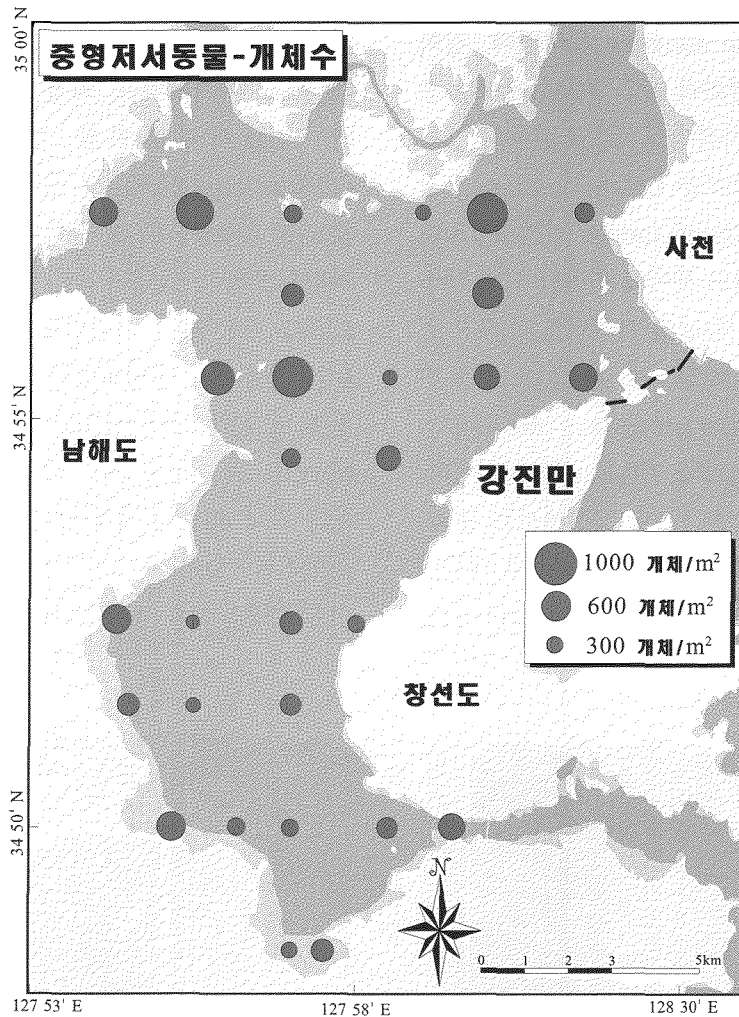 35 00' N
중형저서동물-개체수
사천
34 55' N
남해도
강진만
1000 개체/m²
600 개체/m²
300 개체/m²
창선도
34 50' N
N
0 1 2 3 5km
127 53' E
127 58' E
128 30' E